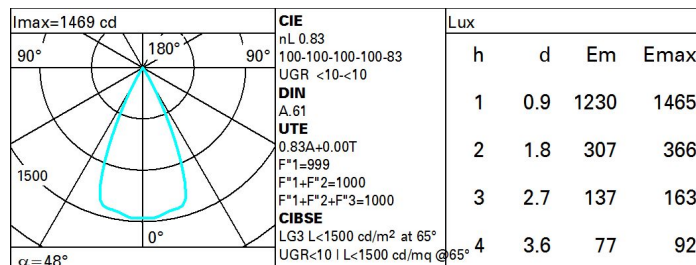 Imax=1469 cd
90°
180°
90°
1500
0°
α=48°
CIE
nL 0.83
100-100-100-100-83
UGR <10-<10
DIN
A.61
UTE
0.83A+0.00T
F"1=999
F"1+F"2=1000
F"1+F"2+F"3=1000
CIBSE
LG3 L<1500 cd/m² at 65°
UGR<10 | L<1500 cd/mq @65°
Lux
h d Em Emax
1 0.9 1230 1465
2 1.8 307 366
3 2.7 137 163
4 3.6 77 92